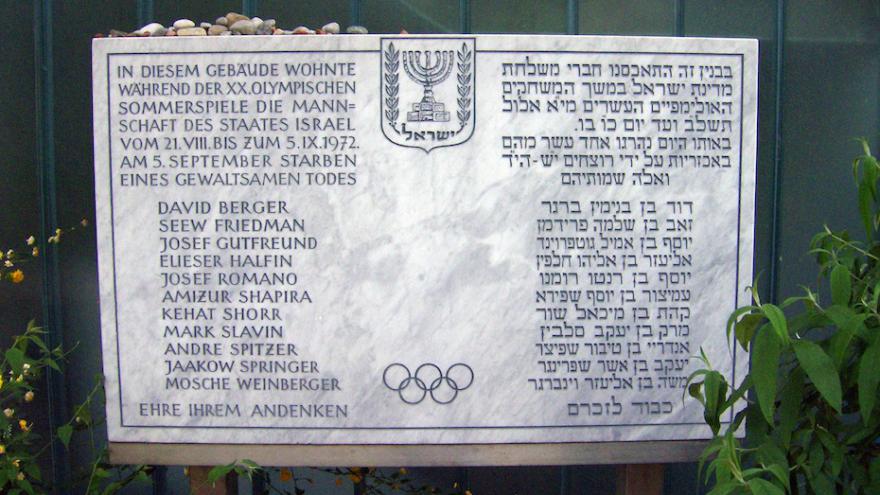 IN DIESEM GEBÄUDE WOHNTE
WÄHREND DER XX. OLYMPISCHEN
SOMMERSPIELE DIE MANN=
SCHAFT DES STAATES ISRAEL
VOM 21.VIII. BIS ZUM 5.IX.1972.
AM 5. SEPTEMBER STARBEN
EINES GEWALTSAMEN TODES
DAVID BERGER
SEEW FRIEDMAN
JOSEF GUTFREUND
ELIESER HALFIN
JOSEF ROMANO
AMIZUR SHAPIRA
KEHAT SHORR
MARK SLAVIN
ANDRE SPITZER
JAAKOW SPRINGER
MOSCHE WEINBERGER
EHRE IHREM ANDENKEN
ישראל
בבנין זה התאכסנו חברי משלחת
מדינת ישראל במשך המשחקים
האולימפיים העשרים מי״א אלול
תשל״ב ועד יום כ״ו בו.
באותו היום נהרגו אחד עשר מהם
באכזריות על ידי רוצחים יש״-הי״ד
ואלה שמותיהם
דוד בן בנימין ברגר
זאב בן שלמה פרידמן
יוסף בן אמיל גוטפרוינד
אליעזר בן אליהו חלפין
יוסף בן רנטו רומנו
עמיצור בן יוסף שפירא
קהת בן מיכאל שור
מרק בן יעקב סלבין
אנדריי בן טיבור שפיצר
יעקב בן אשר שפרינגר
משה בן אליעזר וינברגר
כבוד לזכרם